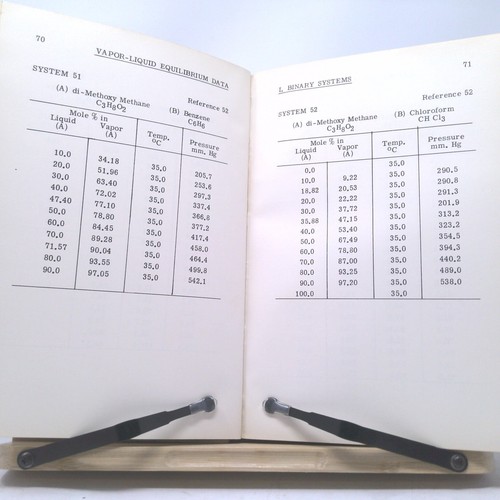 70
VAPOR-LIQUID EQUILIBRIUM DATA
SYSTEM 51
Reference 52
(A) di-Methoxy Methane (B) Benzene
C3H8O2 C6H6
Mole % in
Liquid Vapor Temp. Pressure
(A) (A) °C mm. Hg
10.0 34.18 35.0 205.7
20.0 51.96 35.0 253.6
30.0 63.40 35.0 297.3
40.0 72.02 35.0 337.4
47.40 77.10 35.0 366.8
50.0 78.80 35.0 377.2
60.0 84.45 35.0 417.4
70.0 89.28 35.0 458.0
71.57 90.04 35.0 464.4
80.0 93.55 35.0 499.8
90.0 97.05 35.0 542.1
71
I. BINARY SYSTEMS
Reference 52
SYSTEM 52
(A) di-Methoxy Methane (B) Chloroform
C3H8O2 CH Cl3
Mole % in
Liquid Vapor Temp. Pressure
(A) (A) °C mm. Hg
0.0 35.0
10.0 9.22 35.0 290.5
18.82 20.53 35.0 290.8
20.0 22.22 35.0 291.3
30.0 37.72 35.0 201.9
35.88 47.15 35.0 313.2
40.0 53.40 35.0 323.2
50.0 67.49 35.0 354.5
60.0 78.80 35.0 394.3
70.0 87.00 35.0 440.2
80.0 93.25 35.0 489.0
90.0 97.20 35.0 538.0
100.0 35.0